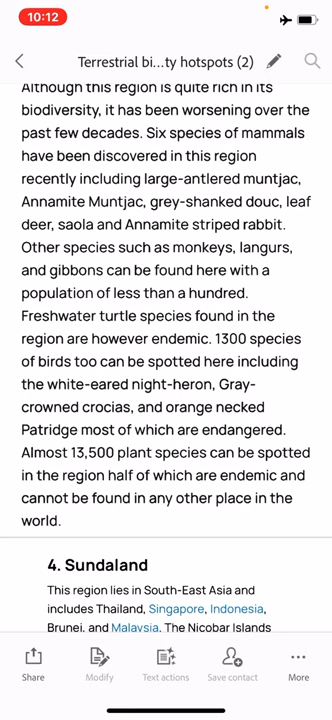 10:12
Terrestrial bi...ty hotspots (2)
Although this region is quite rich in its
biodiversity, it has been worsening over the
past few decades. Six species of mammals
have been discovered in this region
recently including large-antlered muntjac,
Annamite Muntjac, grey-shanked douc, leaf
deer, saola and Annamite striped rabbit.
Other species such as monkeys, langurs,
and gibbons can be found here with a
population of less than a hundred.
Freshwater turtle species found in the
region are however endemic. 1300 species
of birds too can be spotted here including
the white-eared night-heron, Gray-
crowned crocias, and orange necked
Patridge most of which are endangered.
Almost 13,500 plant species can be spotted
in the region half of which are endemic and
cannot be found in any other place in the
world.
4. Sundaland
This region lies in South-East Asia and
includes Thailand, Singapore, Indonesia,
Brunei, and Malaysia. The Nicobar Islands
Share
Modify
Text actions
Save contact
More